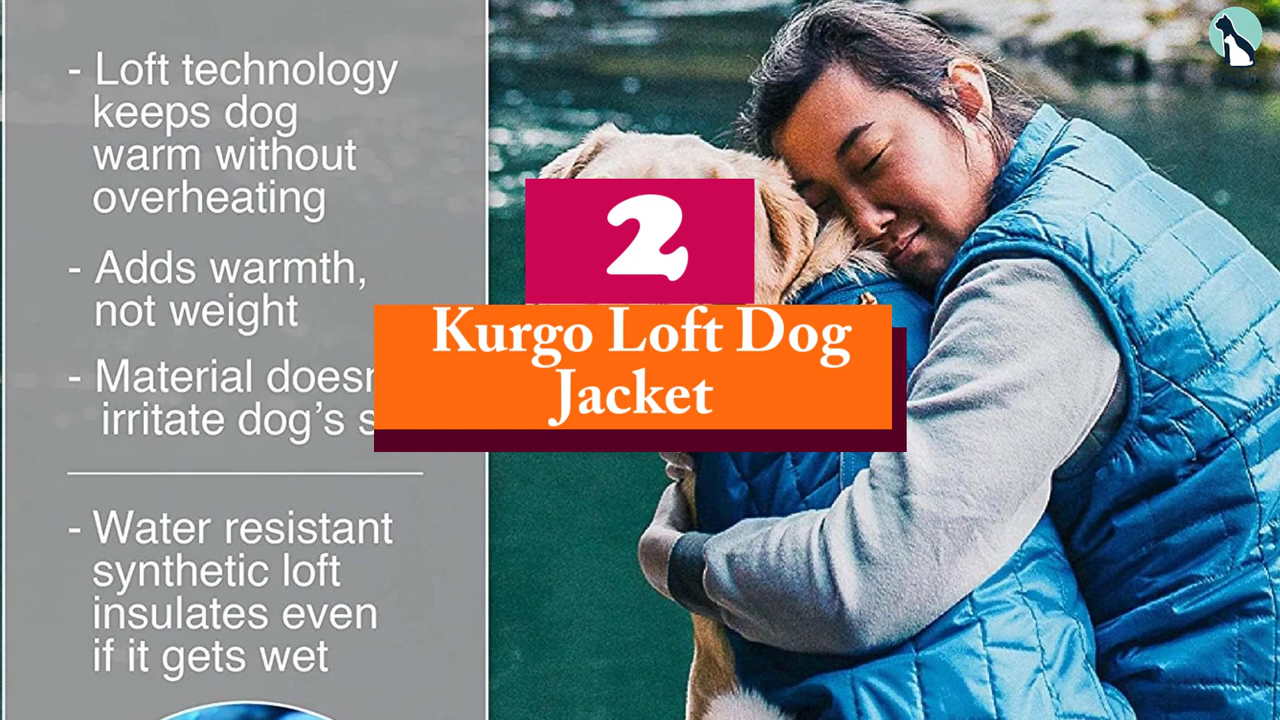 - Loft technology
keeps dog
warm without
overheating
- Adds warmth,
not weight
- Material
irritate dog's
- Water resistant
synthetic loft
insulates even
if it gets wet
2
Kurgo Loft Dog
Jacket